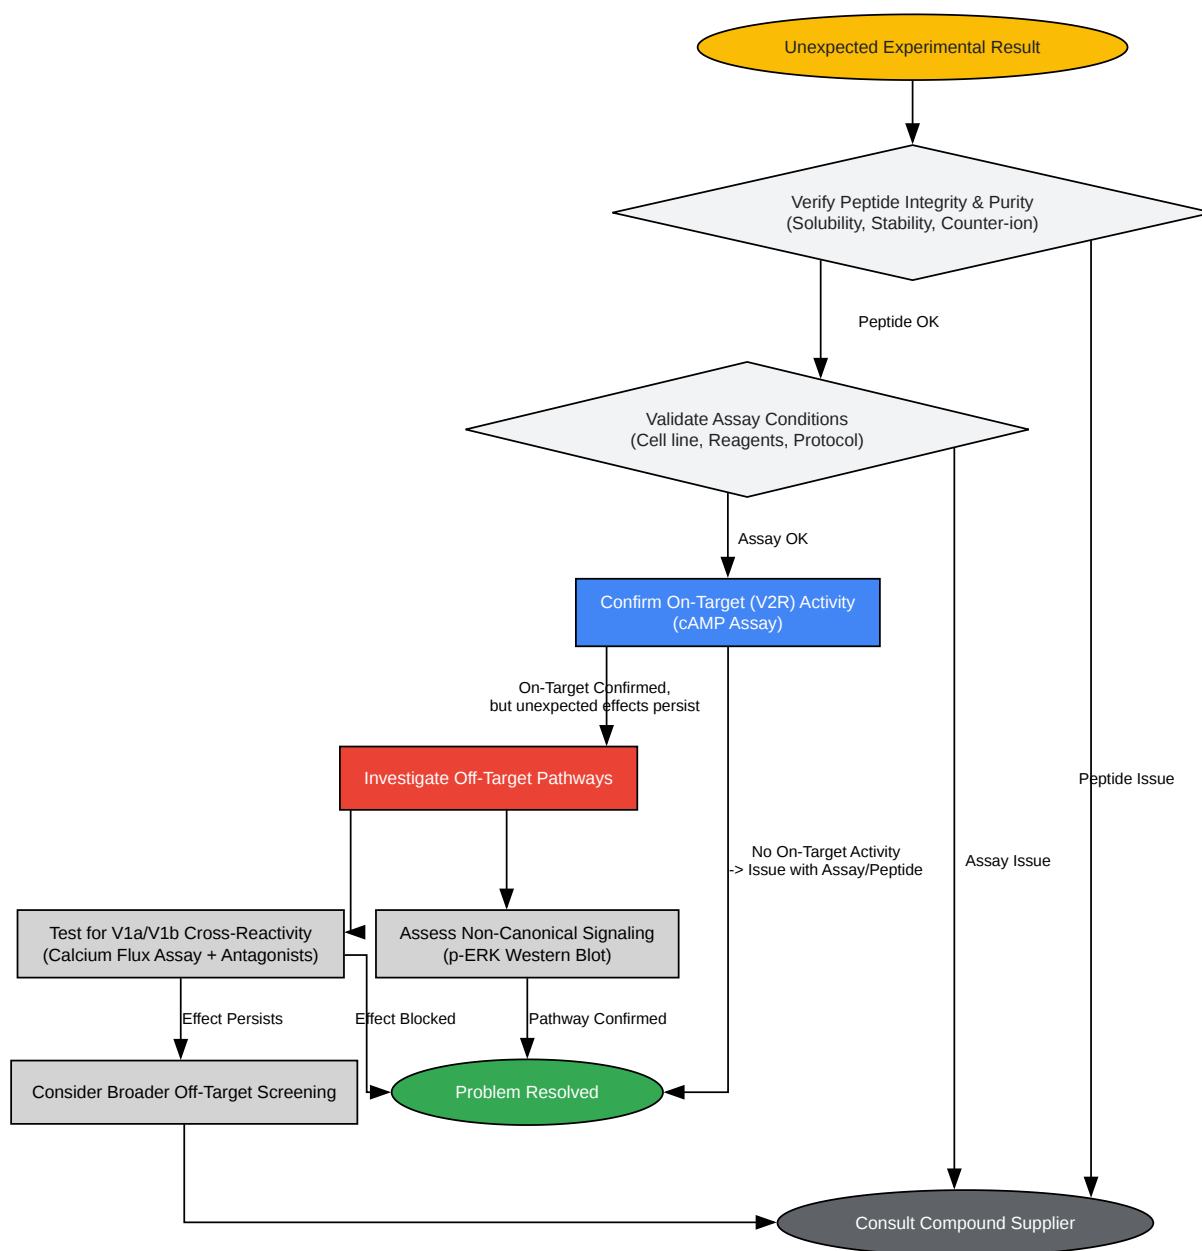 Unexpected Experimental Result
Verify Peptide Integrity & Purity
(Solubility, Stability, Counter-ion)
Peptide OK
Validate Assay Conditions
(Cell line, Reagents, Protocol)
Assay OK
Confirm On-Target (V2R) Activity
(cAMP Assay)
On-Target Confirmed,
but unexpected effects persist
Investigate Off-Target Pathways
Peptide Issue
No On-Target Activity
-> Issue with Assay/Peptide
Assay Issue
Test for V1a/V1b Cross-Reactivity
(Calcium Flux Assay + Antagonists)
Assess Non-Canonical Signaling
(p-ERK Western Blot)
Effect Persists
Effect Blocked
Pathway Confirmed
Consider Broader Off-Target Screening
Problem Resolved
Consult Compound Supplier